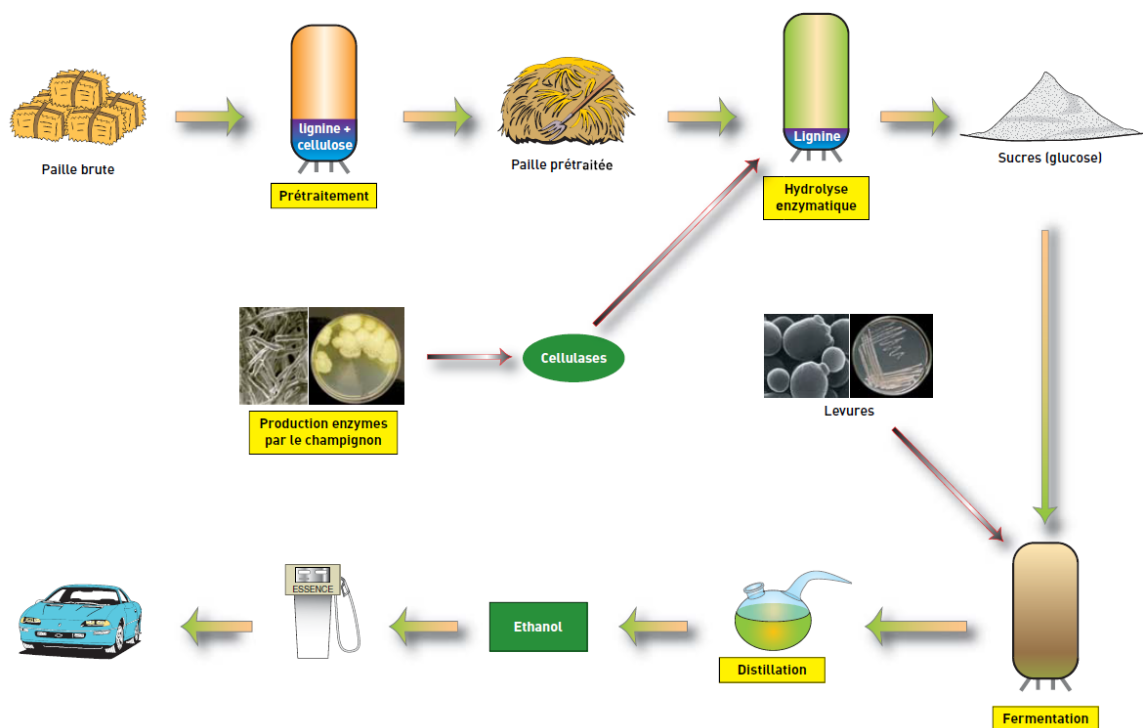 lignine +
cellulose
Lignine
Paille brute
Paille prétraitée
Sucres (glucose)
Prétraitement
Hydrolyse
enzymatique
Cellulases
Levures
Production enzymes
par le champignon
ESSENCE
Ethanol
Distillation
Fermentation